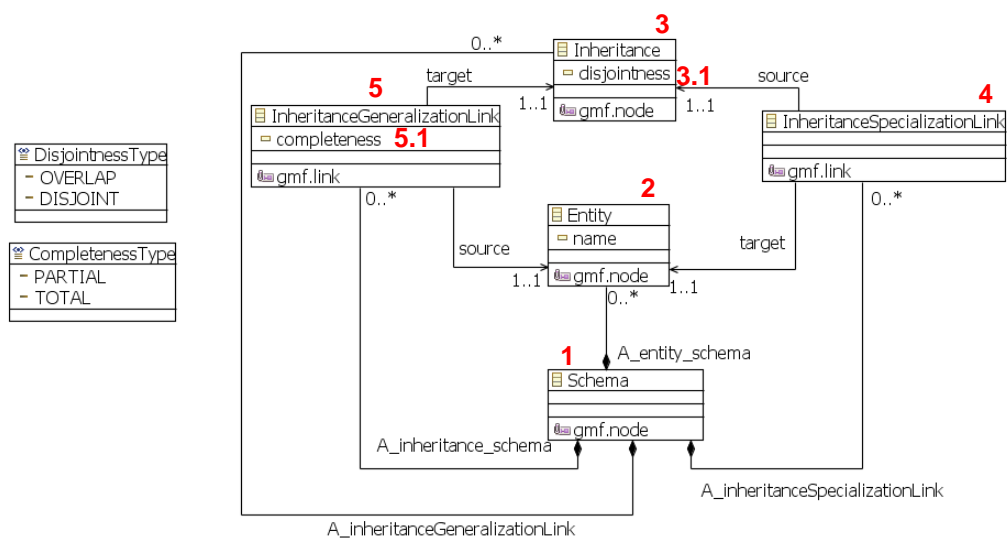 3
0..*
Inheritance
disjointness
3.1
target
source
5
4
1..1
1..1
gmf.node
InheritanceGeneralizationLink
completeness
5.1
gmf.link
InheritanceSpecializationLink
gmf.link
DisjointnessType
OVERLAP
DISJOINT
0..*
0..*
2
Entity
name
source
target
CompletenessType
PARTIAL
TOTAL
1..1
gmf.node
1..1
0..*
A_entity_schema
1
Schema
gmf.node
A_inheritance_schema
A_inheritanceSpecializationLink
A_inheritanceGeneralizationLink